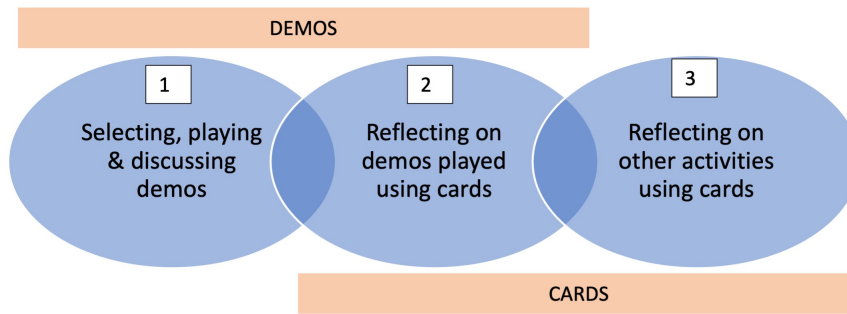 DEMOS
1
Selecting, playing
& discussing
demos
2
Reflecting on
demos played
using cards
3
Reflecting on
other activities
using cards
CARDS